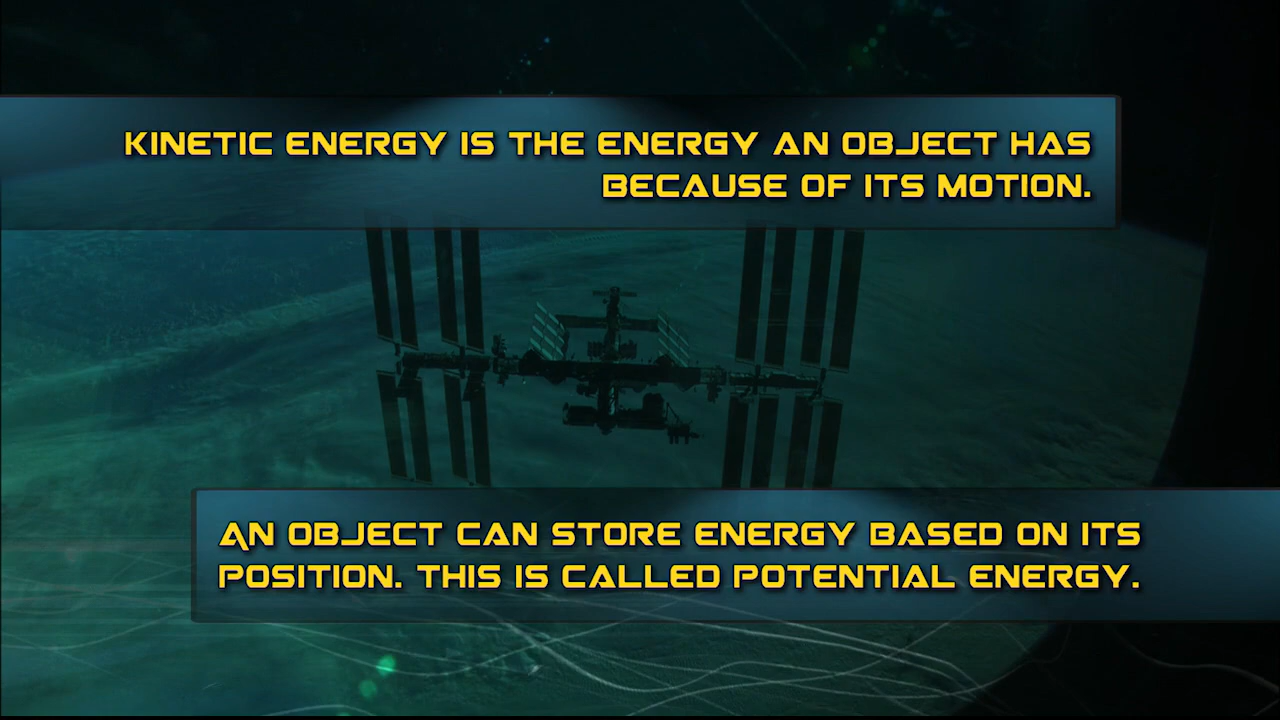 KINETIC ENERGY IS THE ENERGY AN OBJECT HAS
BECAUSE OF ITS MOTION.
AN OBJECT CAN STORE ENERGY BASED ON ITS
POSITION. THIS IS CALLED POTENTIAL ENERGY.